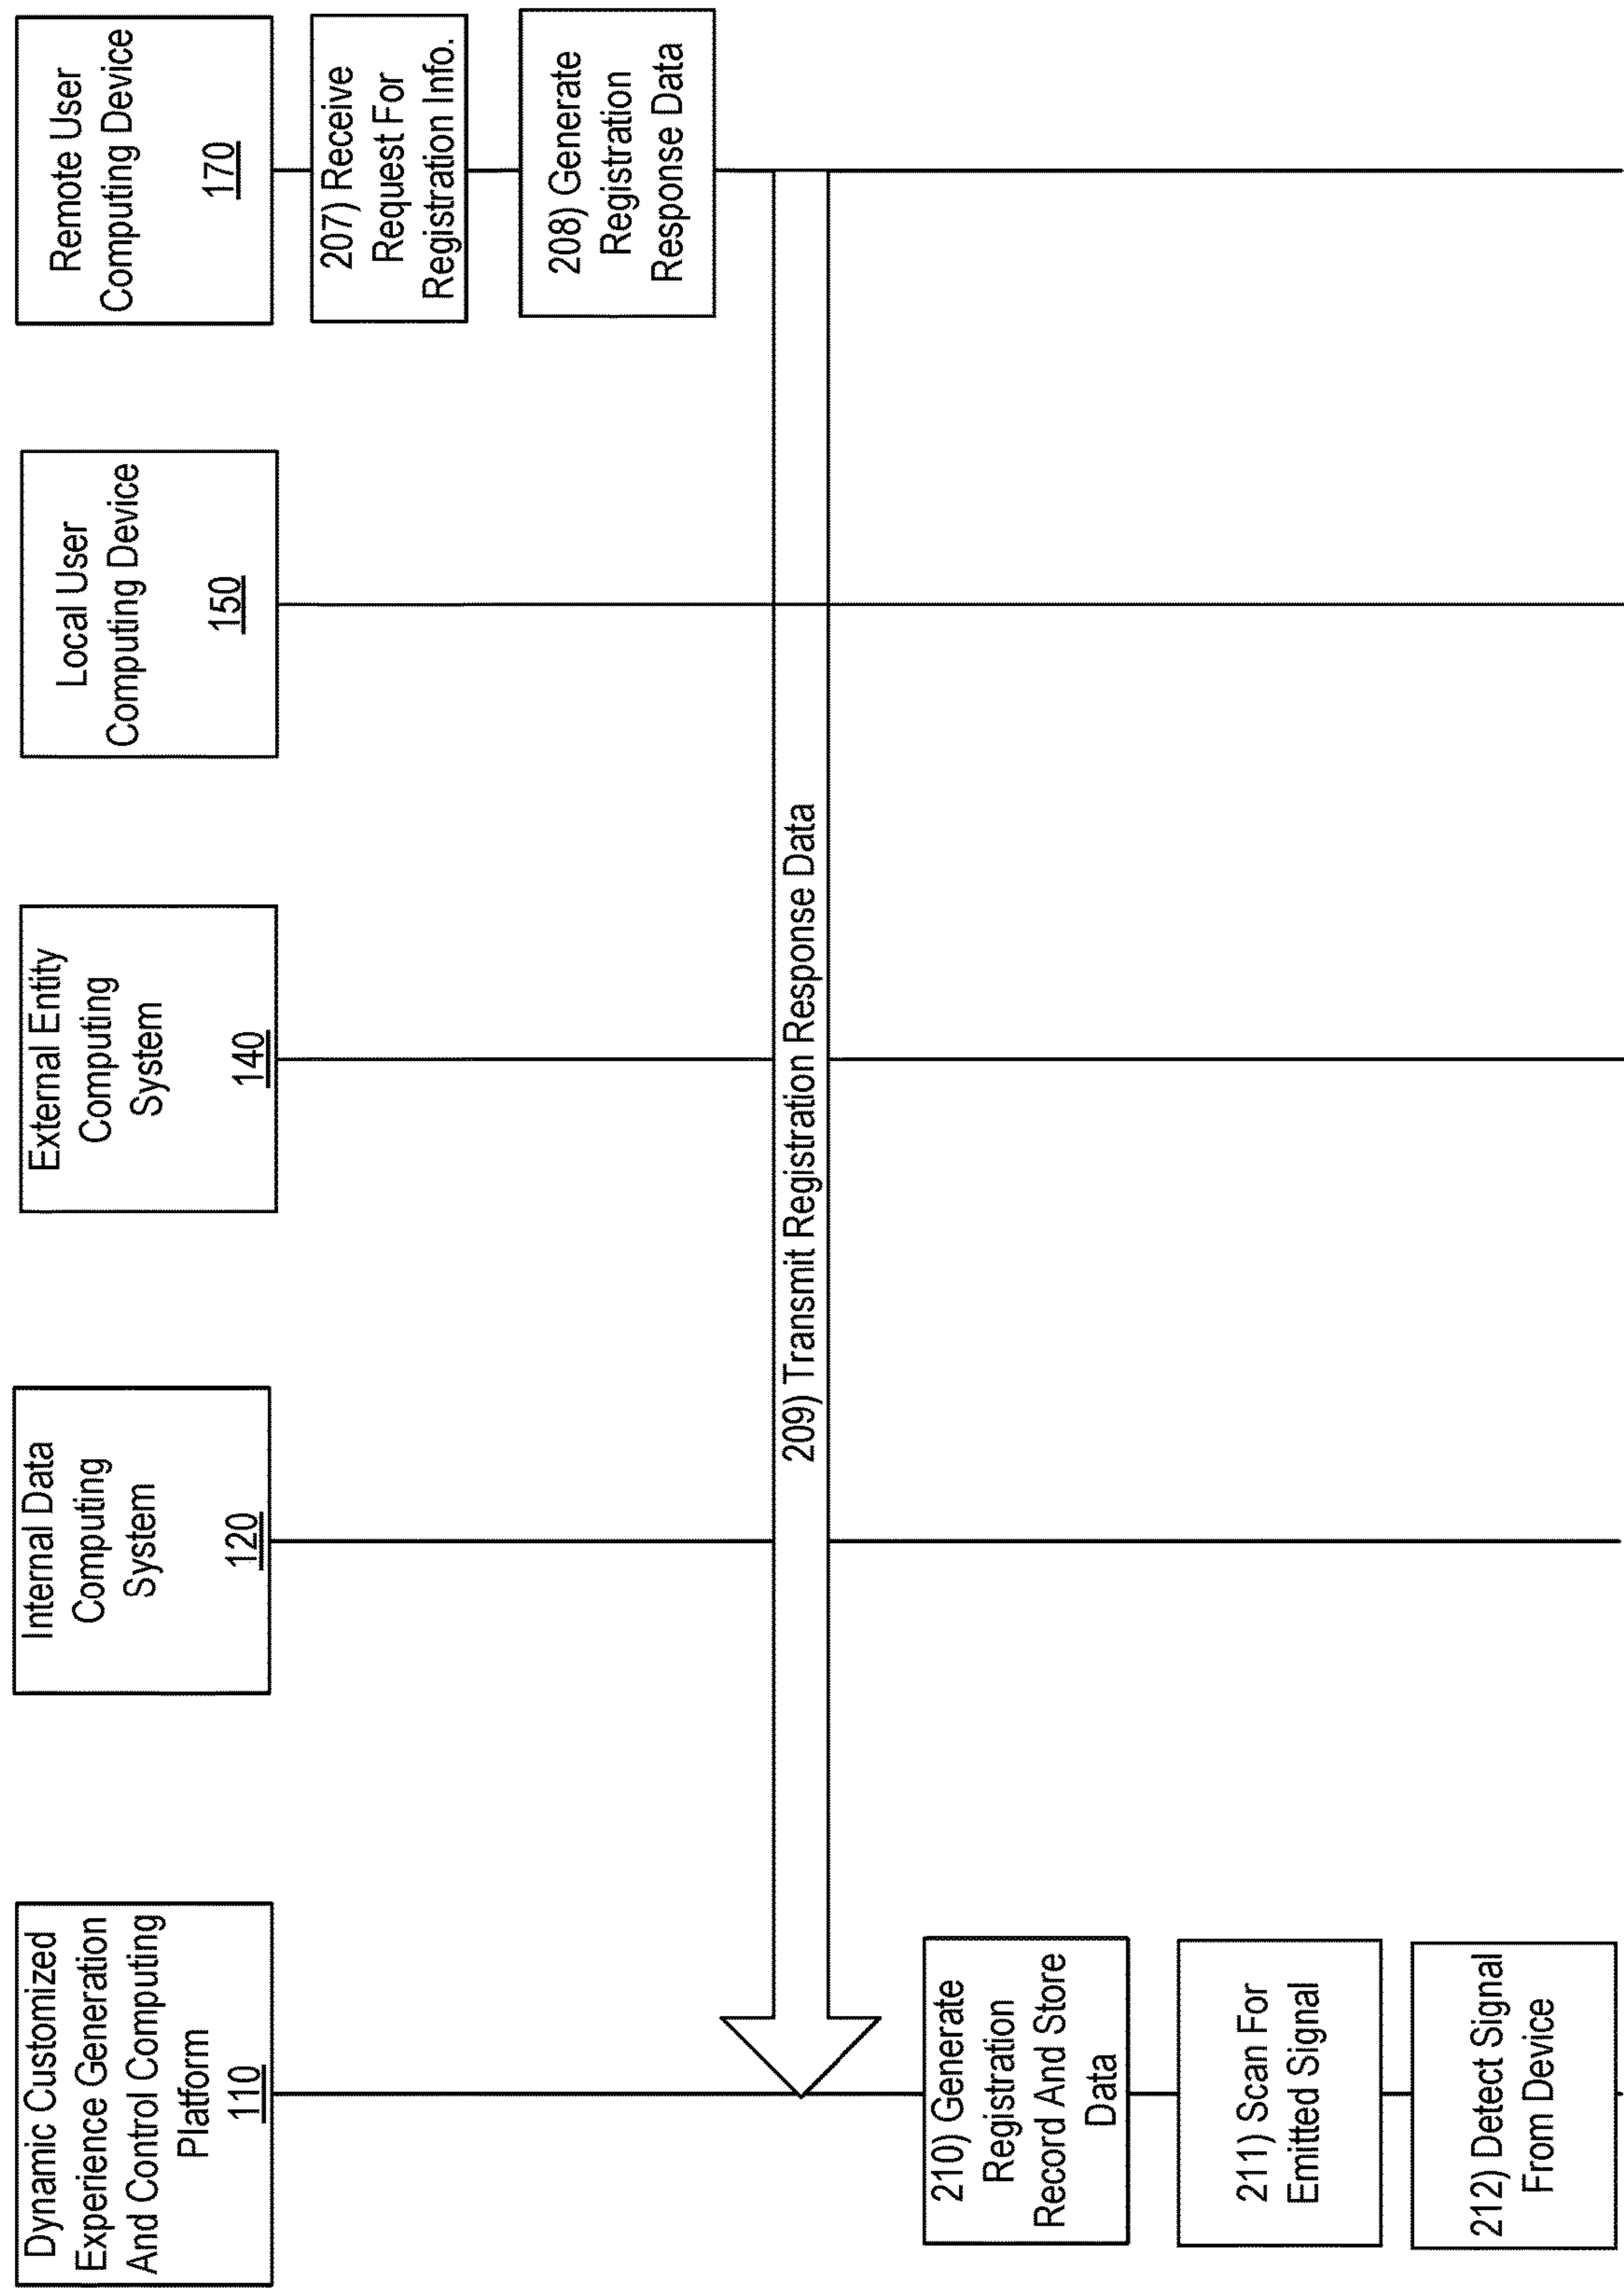 Dynamic Customized
Experience Generation
And Control Computing
Platform
110
Internal Data
Computing
System
120
External Entity
Computing
System
140
Local User
Computing Device
150
Remote User
Computing Device
170
207) Receive
Request For
Registration Info.
208) Generate
Registration
Response Data
209) Transmit Registration Response Data
210) Generate
Registration
Record And Store
Data
211) Scan For
Emitted Signal
212) Detect Signal
From Device